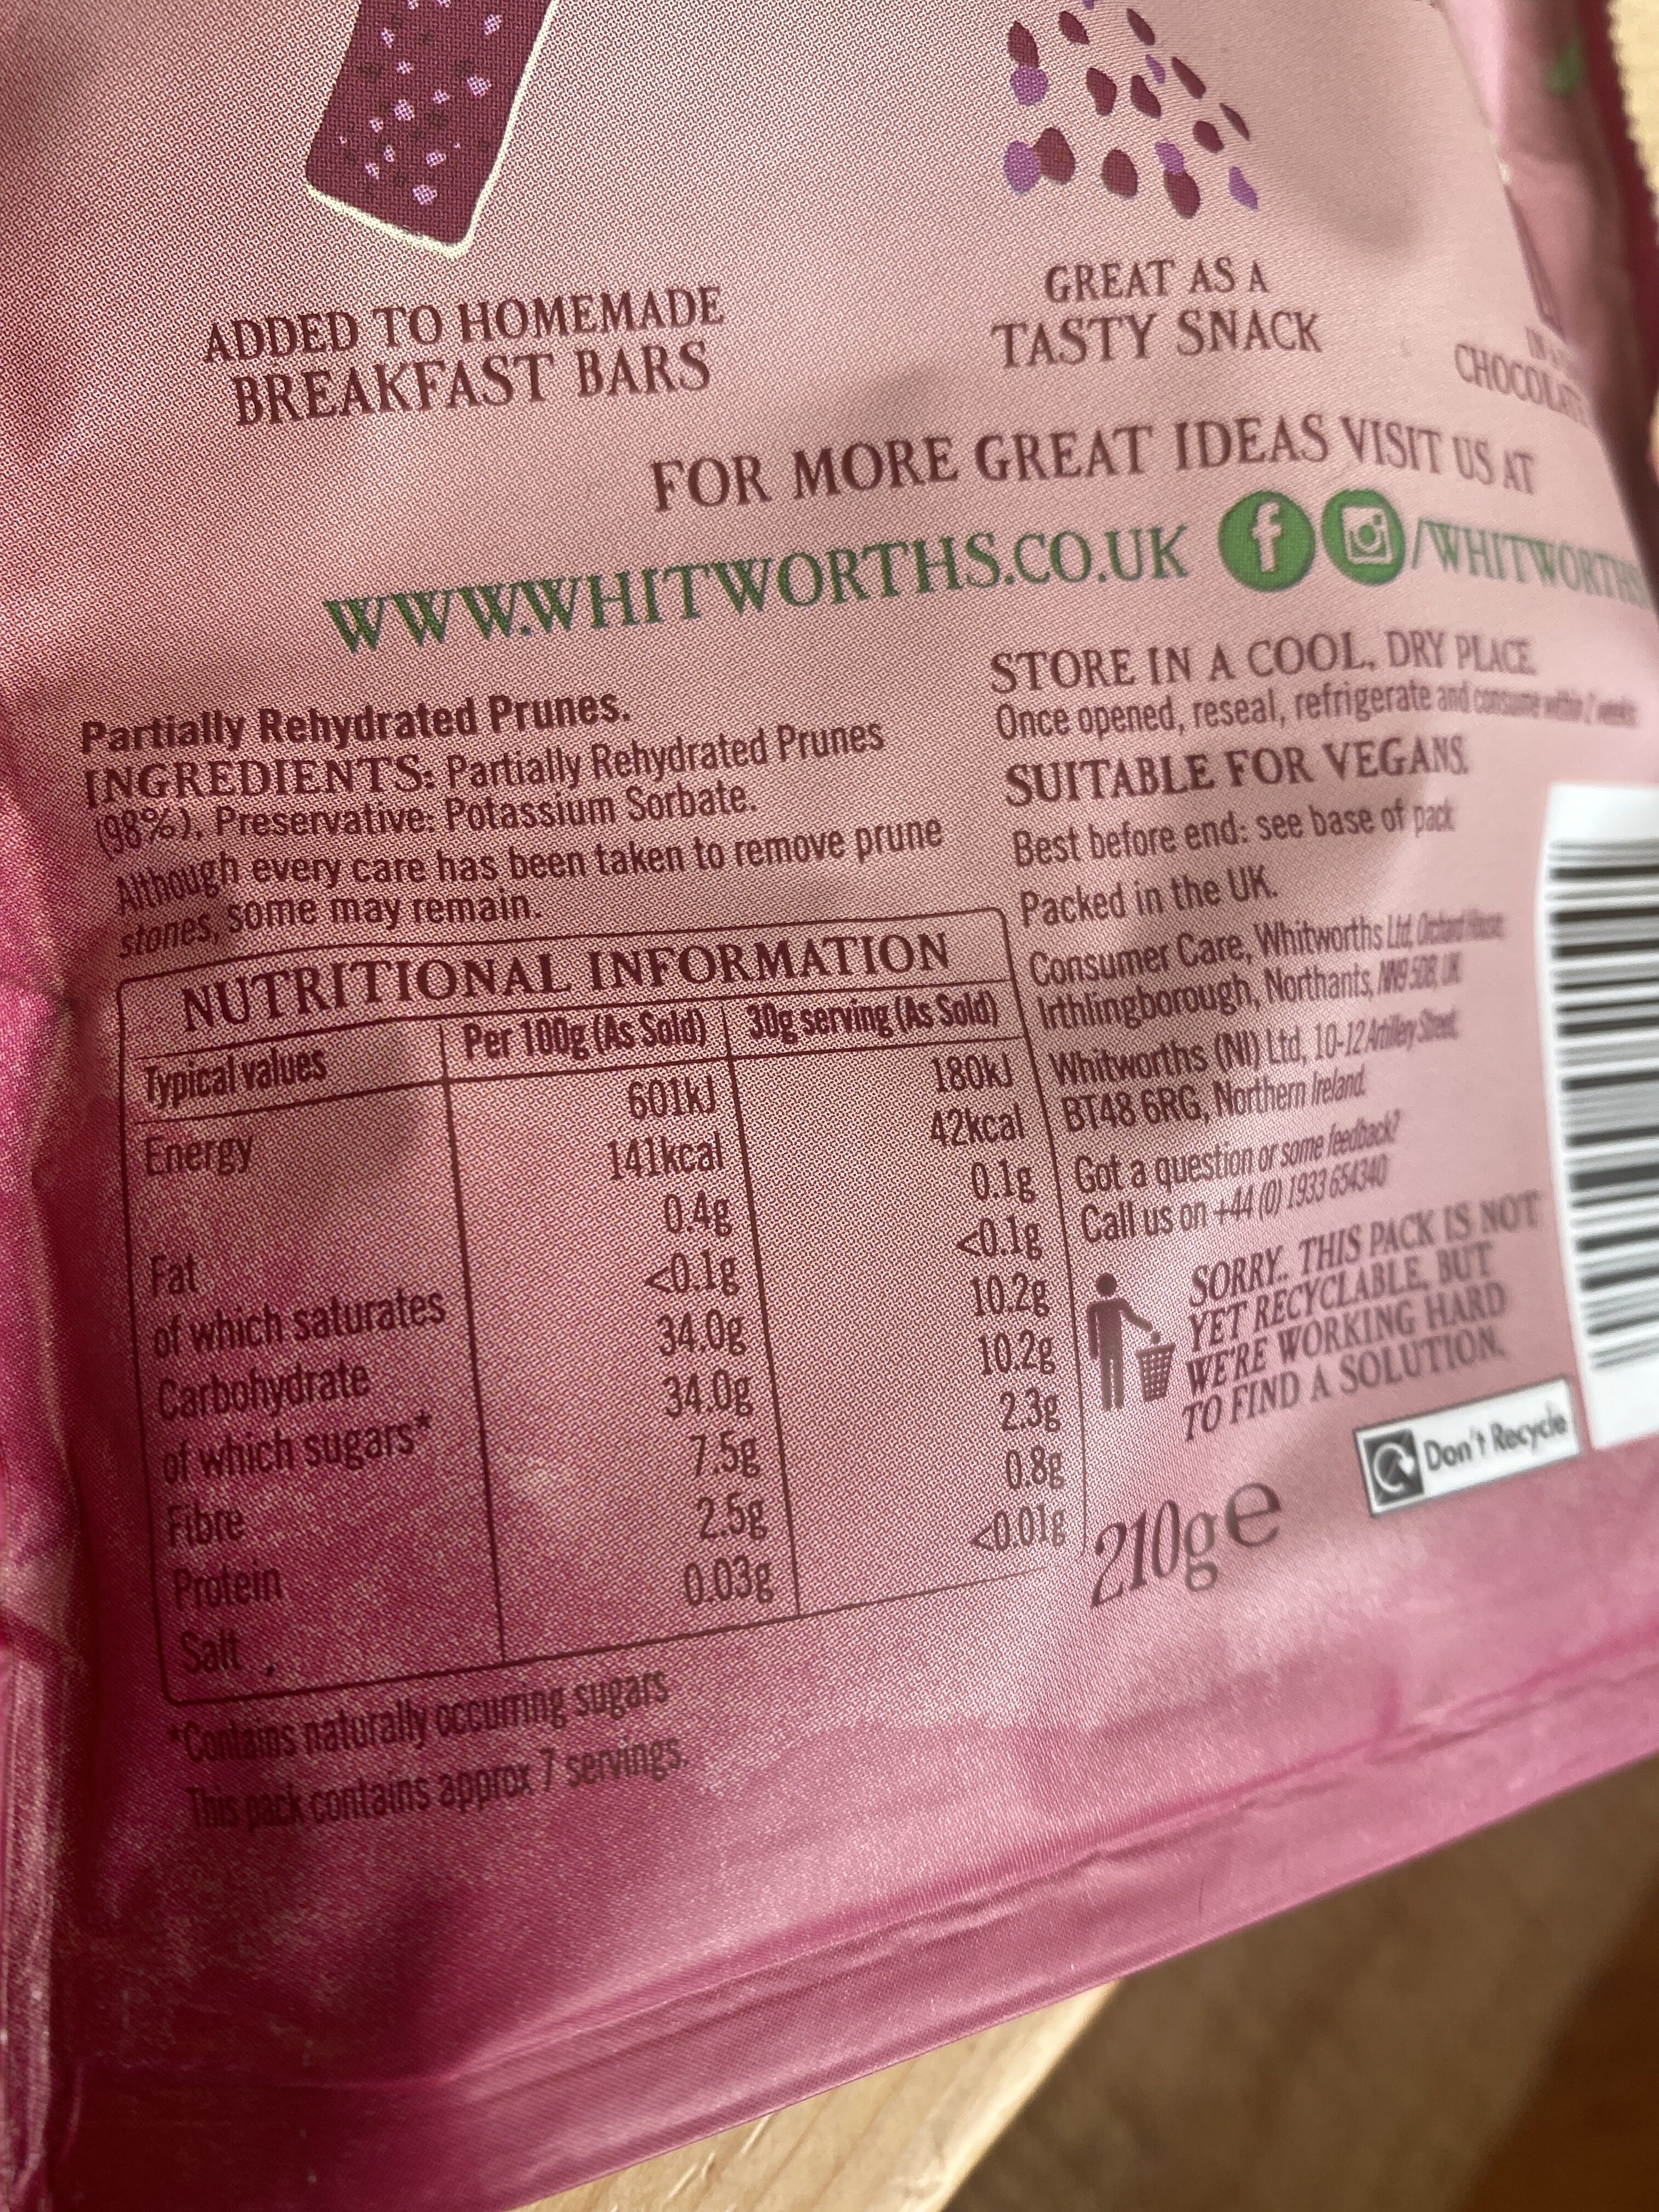 ADDED TO HOMEMADE
BREAKFAST BARS
GREAT AS A
TASTY SNACK
CHOCOLATE
FOR MORE GREAT IDEAS VISIT US AT
WWW.WHITWORTHS.CO.UK f /WHITWORTHS
Partially Rehydrated Prunes.
INGREDIENTS: Partially Rehydrated Prunes
(98%), Preservative: Potassium Sorbate.
Although every care has been taken to remove prune
stones, some may remain.
NUTRITIONAL INFORMATION
Typical values Per 100g (As Sold) 30g serving (As Sold)
Energy 601kJ 180kJ
141kcal 42kcal
Fat 0.4g 0.1g
of which saturates <0.1g <0.1g
Carbohydrate 34.0g 10.2g
of which sugars* 34.0g 10.2g
Fibre 7.5g 2.3g
Protein 2.5g 0.8g
Salt 0.03g <0.01g
*Contains naturally occurring sugars
This pack contains approx 7 servings.
STORE IN A COOL, DRY PLACE.
Once opened, reseal, refrigerate and consume within 2 weeks
SUITABLE FOR VEGANS.
Best before end: see base of pack
Packed in the UK.
Consumer Care, Whitworths Ltd, Orchard House,
Irthlingborough, Northants, NN9 5DB, UK
Whitworths (NI) Ltd, 10-12 Artillery Street,
BT48 6RG, Northern Ireland.
Got a question or some feedback?
Call us on +44 (0) 1933 654340
SORRY. THIS PACK IS NOT
YET RECYCLABLE, BUT
WE'RE WORKING HARD
TO FIND A SOLUTION.
Don't Recycle
210g e